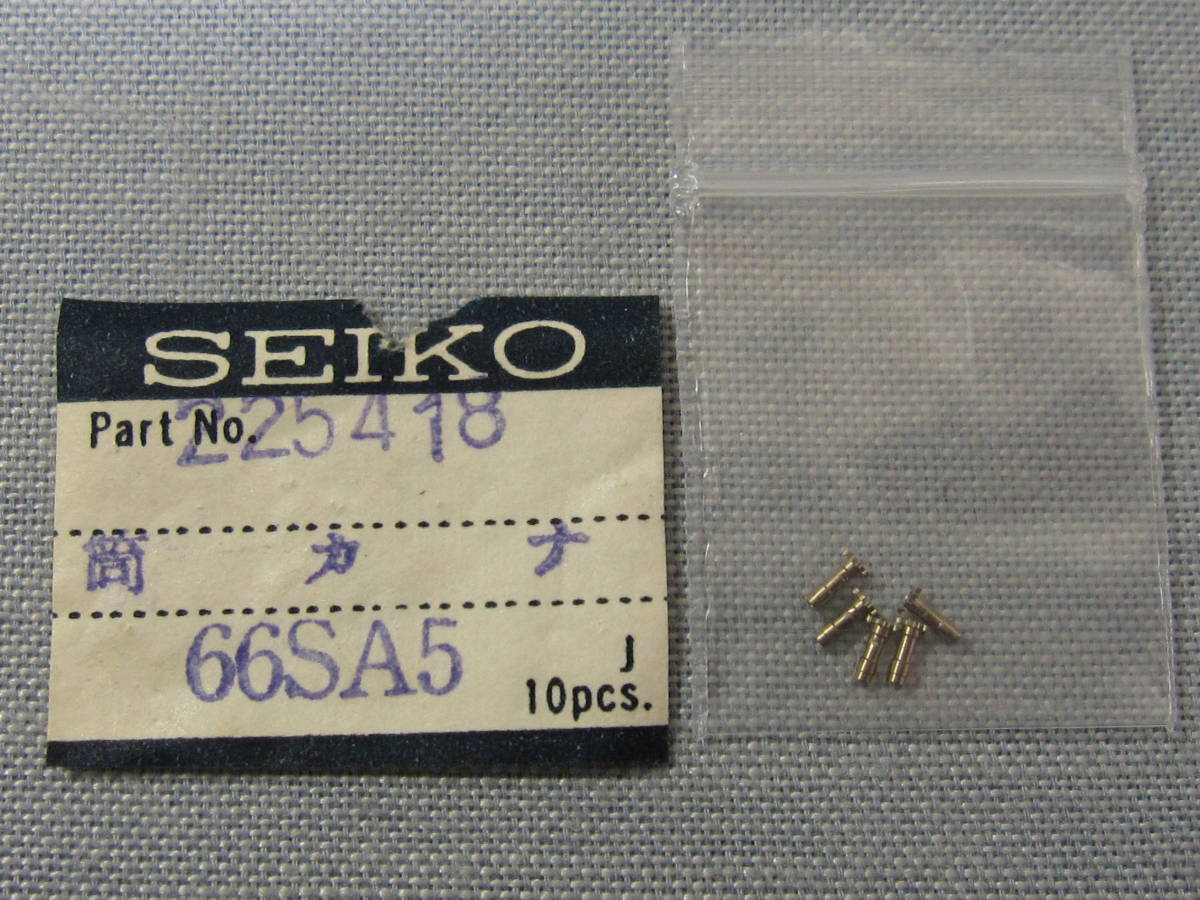 SEIKO
Part No. 225418
筒カナ
66SA5
J
10pcs.